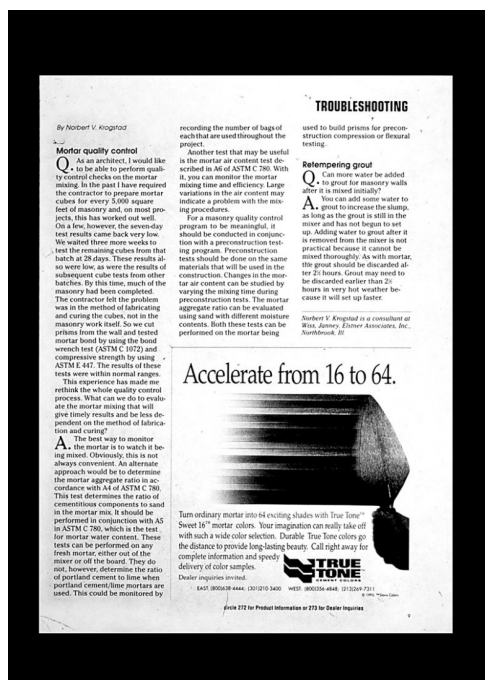 TROUBLESHOOTING
By Norbert V. Krogstad
Mortar quality control
Q. As an architect, I would like
to be able to perform quali-
ty control checks on the mortar
mixing. In the past I have required
the contractor to prepare mortar
cubes for every 5,000 square
feet of masonry and, on most pro-
jects, this has worked out well.
On a few, however, the seven-day
test results came back very low.
We waited three more weeks to
test the remaining cubes from that
batch at 28 days. These results al-
so were low, as were the results of
subsequent cube tests from other
batches. By this time, much of the
masonry had been completed.
The contractor felt the problem
was in the method of fabricating
and curing the cubes, not in the
masonry work itself. So we cut
prisms from the wall and tested
mortar bond by using the bond
wrench test (ASTM C 1072) and
compressive strength by using
ASTM E 447. The results of these
tests were within normal ranges.
This experience has made me
rethink the whole quality control
process. What can we do to evalu-
ate the mortar mixing that will
give timely results and be less de-
pendent on the method of fabrica-
tion and curing?
A. The best way to monitor
the mortar is to watch it be-
ing mixed. Obviously, this is not
always convenient. An alternate
approach would be to determine
the mortar aggregate ratio in ac-
cordance with A4 of ASTM C 780.
This test determines the ratio of
cementitious components to sand
in the mortar mix. It should be
performed in conjunction with A5
in ASTM C 780, which is the test
for mortar water content. These
tests can be performed on any
fresh mortar, either out of the
mixer or off the board. They do
not, however, determine the ratio
of portland cement to lime when
portland cement/lime mortars are
used. This could be monitored by
recording the number of bags of
each that are used throughout the
project.
Another test that may be useful
is the mortar air content test de-
scribed in A6 of ASTM C 780. With
it, you can monitor the mortar
mixing time and efficiency. Large
variations in the air content may
indicate a problem with the mix-
ing procedures.
For a masonry quality control
program to be meaningful, it
should be conducted in conjunc-
tion with a preconstruction test-
ing program. Preconstruction
tests should be done on the same
materials that will be used in the
construction. Changes in the mor-
tar air content can be studied by
varying the mixing time during
preconstruction tests. The mortar
aggregate ratio can be evaluated
using sand with different moisture
contents. Both these tests can be
performed on the mortar being
used to build prisms for precon-
struction compression or flexural
testing.
Retempering grout
Q. Can more water be added
to grout for masonry walls
after it is mixed initially?
A. You can add some water to
grout to increase the slump,
as long as the grout is still in the
mixer and has not begun to set
up. Adding water to grout after it
is removed from the mixer is not
practical because it cannot be
mixed thoroughly. As with mortar,
the grout should be discarded af-
ter 2½ hours. Grout may need to
be discarded earlier than 2½
hours in very hot weather be-
cause it will set up faster.
Norbert V. Krogstad is a consultant at
Wiss, Janney, Elstner Associates, Inc.,
Northbrook, Ill.
Accelerate from 16 to 64.
Turn ordinary mortar into 64 exciting shades with True Tone™
Sweet 16™ mortar colors. Your imagination can really take off
with such a wide color selection. Durable True Tone colors go
the distance to provide long-lasting beauty. Call right away for
complete information and speedy
delivery of color samples.
Dealer inquiries invited.
TRUE
TONE™
CEMENT COLORS
EAST: (800)638-4444, (301)210-3400 WEST: (800)356-4848, (213)269-7311
circle 272 for Product Information or 273 for Dealer Inquiries
9